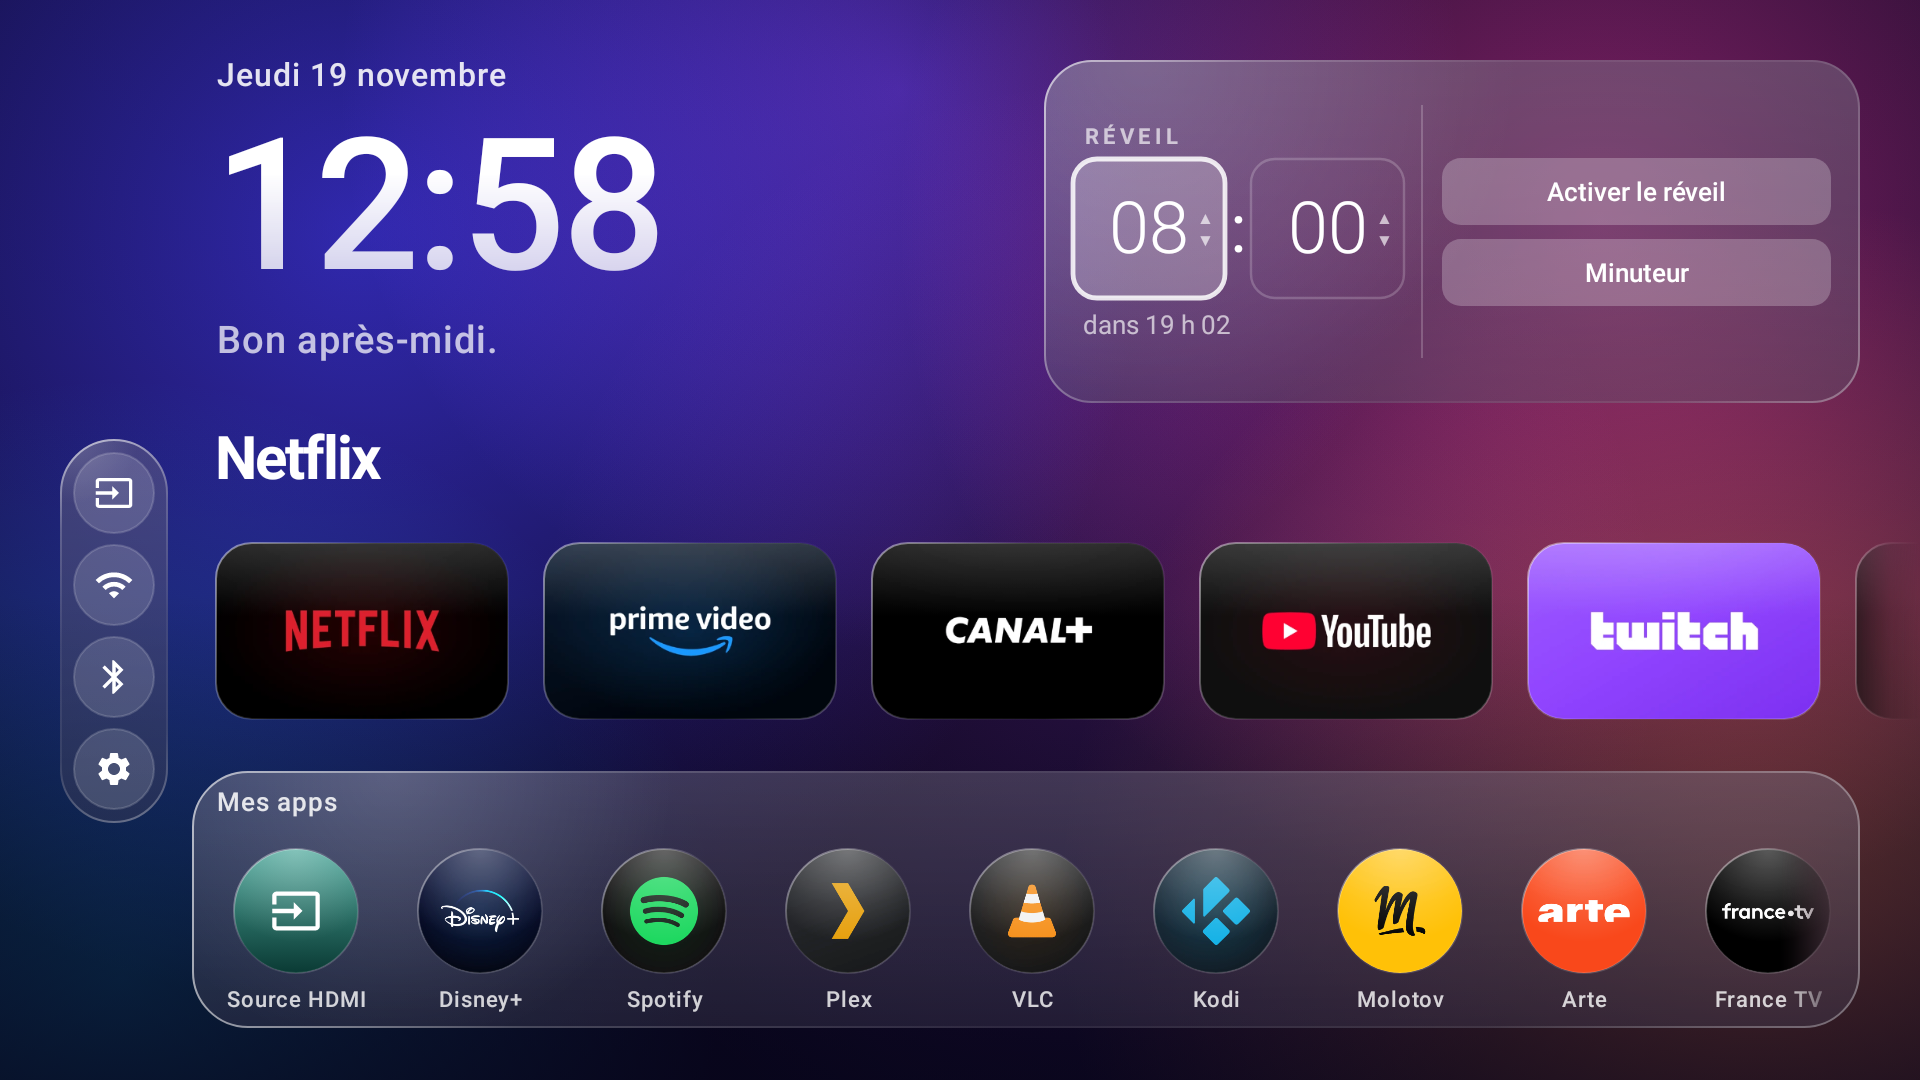 Jeudi 19 novembre
12:58
Bon après-midi.
RÉVEIL
08 : 00
dans 19 h 02
Activer le réveil
Minuteur
Netflix
NETFLIX
prime video
CANAL+
YouTube
twitch
Mes apps
Disney+
M.
arte
france•tv
Source HDMI
Disney+
Spotify
Plex
VLC
Kodi
Molotov
Arte
France TV